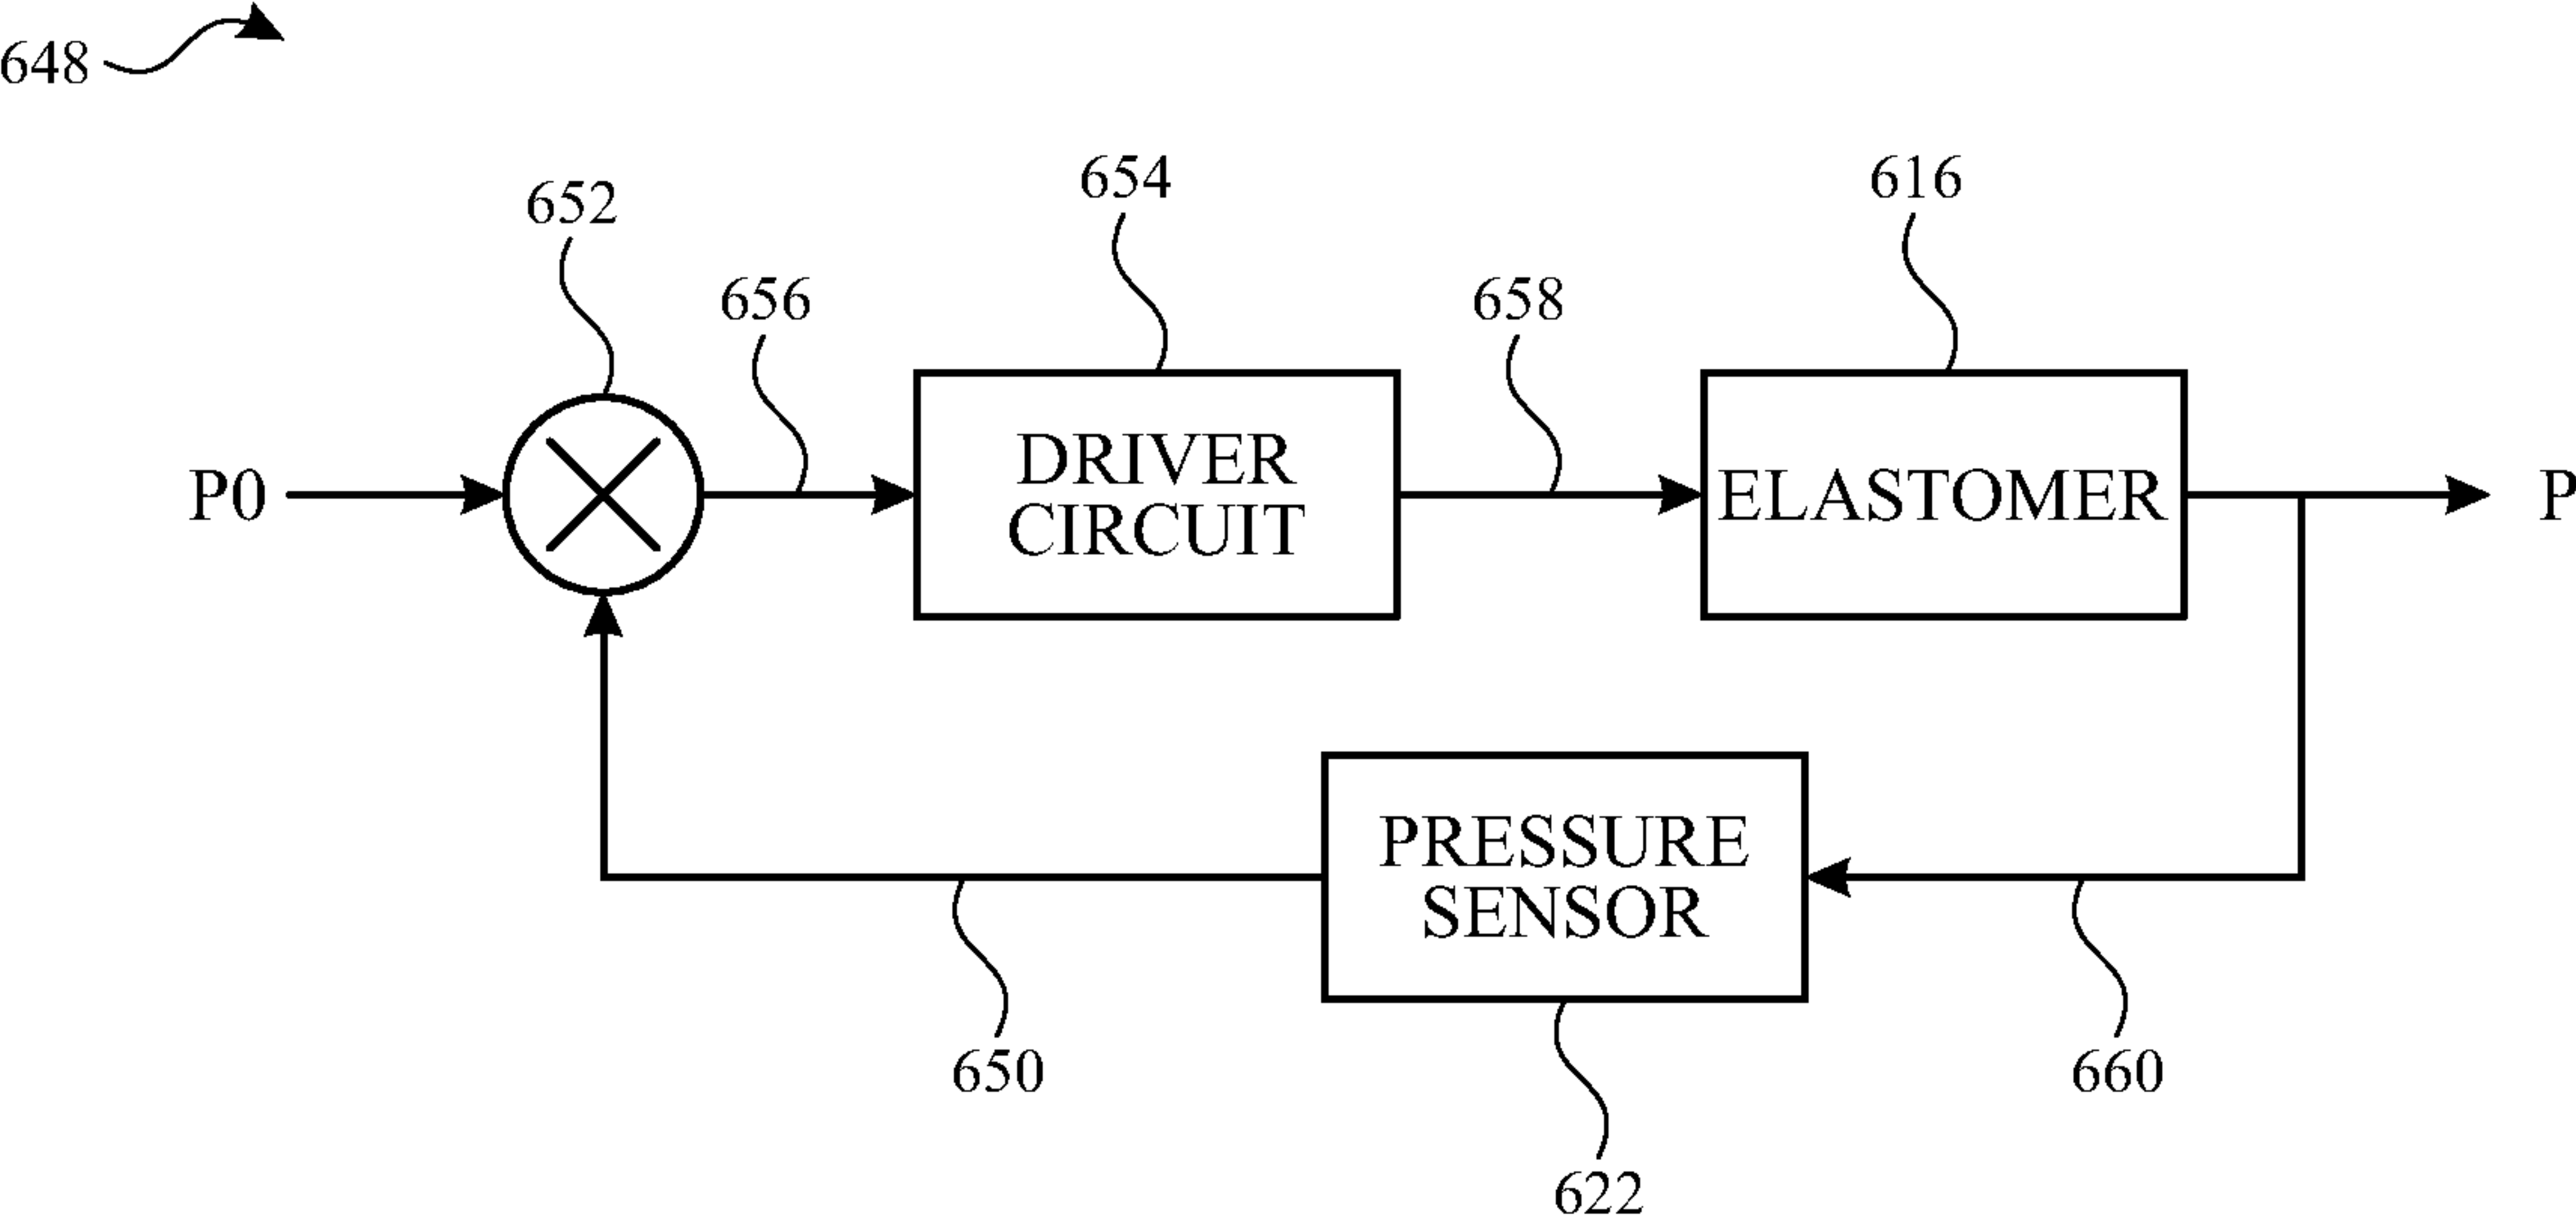 648
652
654
616
656
658
P0
DRIVER
CIRCUIT
ELASTOMER
P
PRESSURE
SENSOR
650
660
622